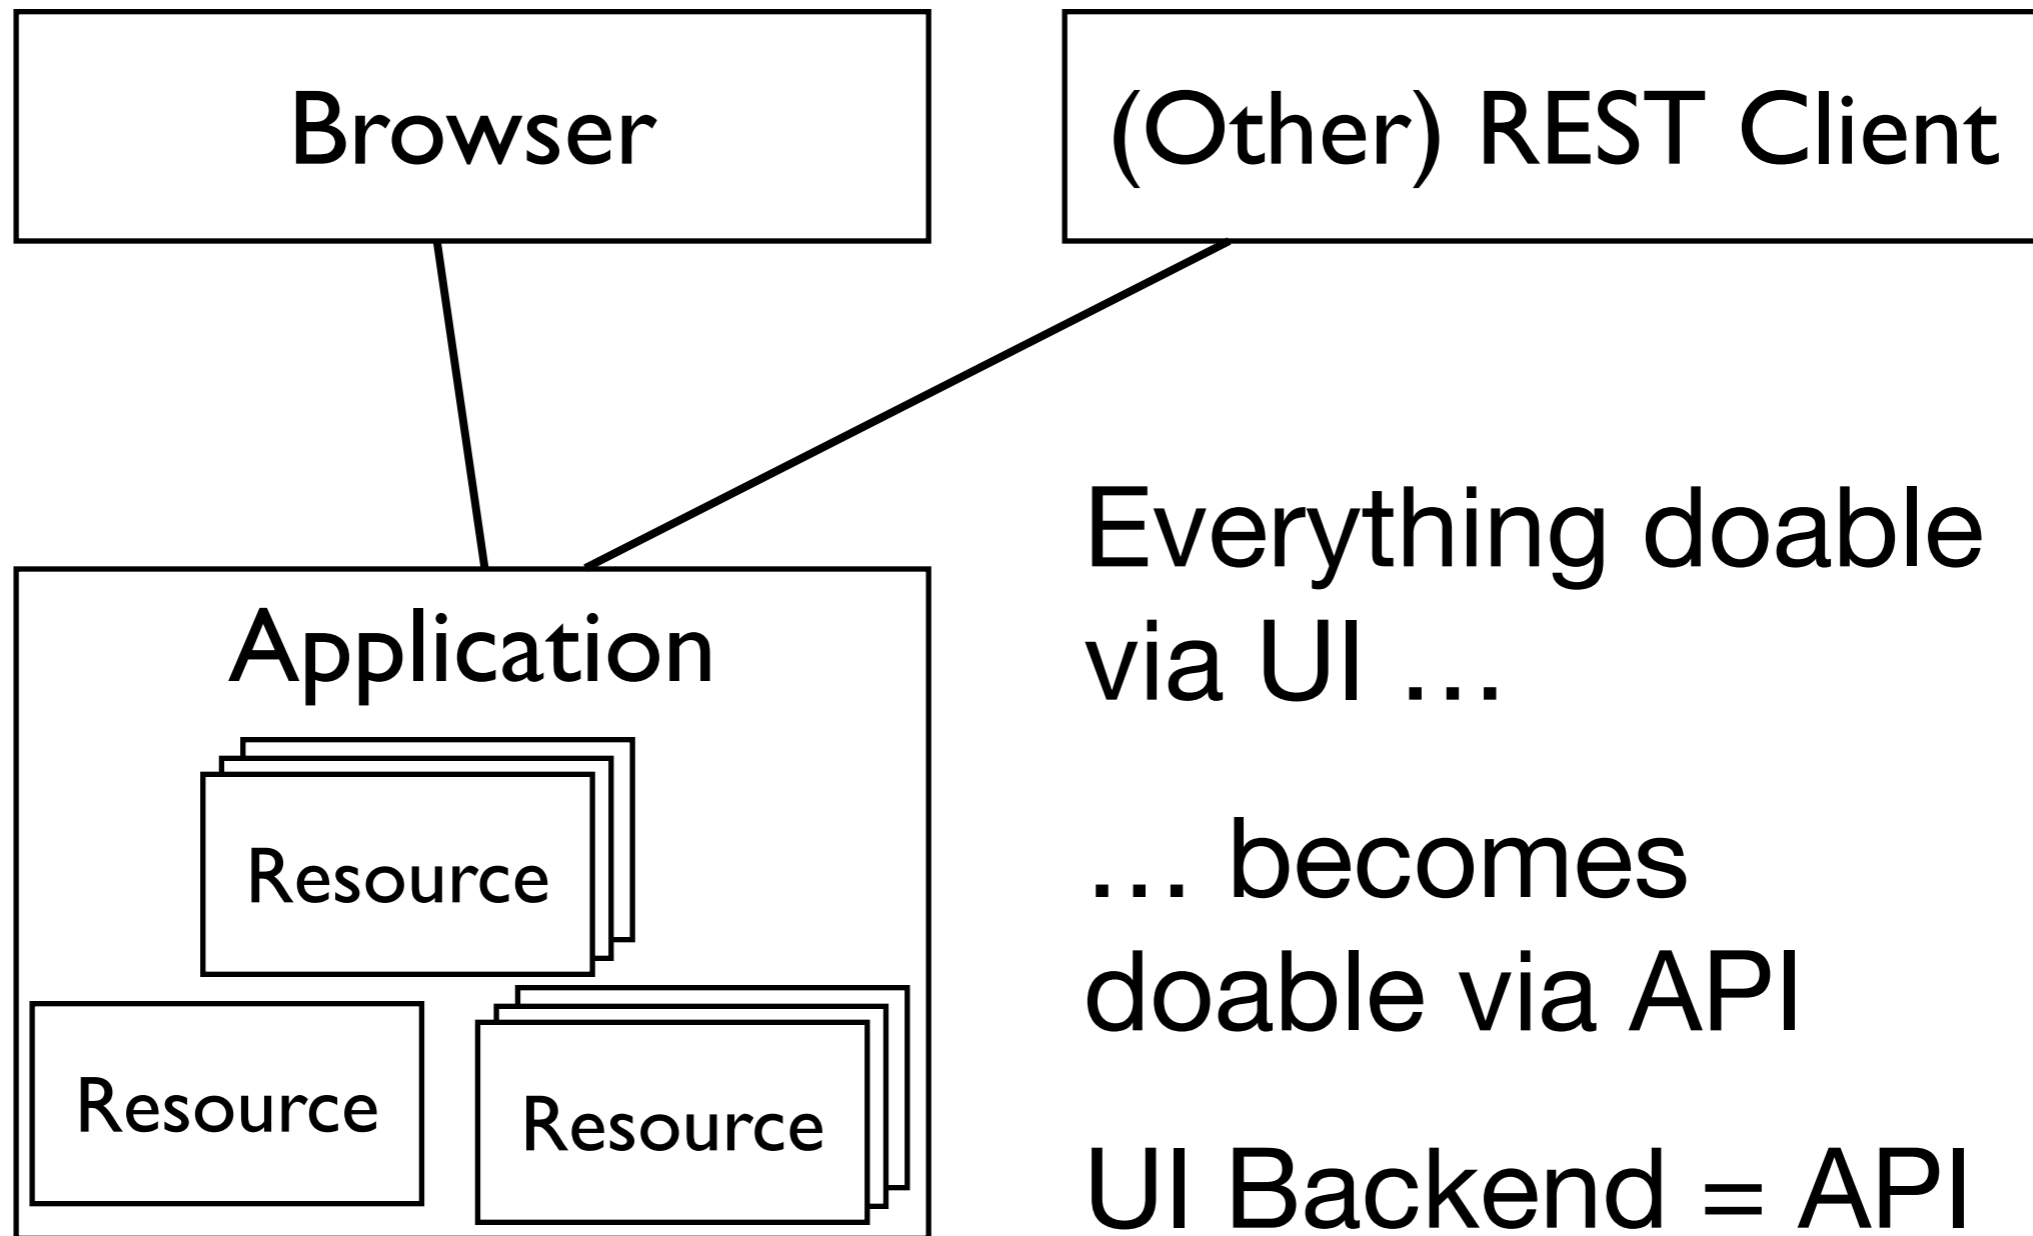 Browser
(Other) REST Client
Application
Resource
Resource
Resource
Everything doable
via UI …
… becomes
doable via API
UI Backend = API